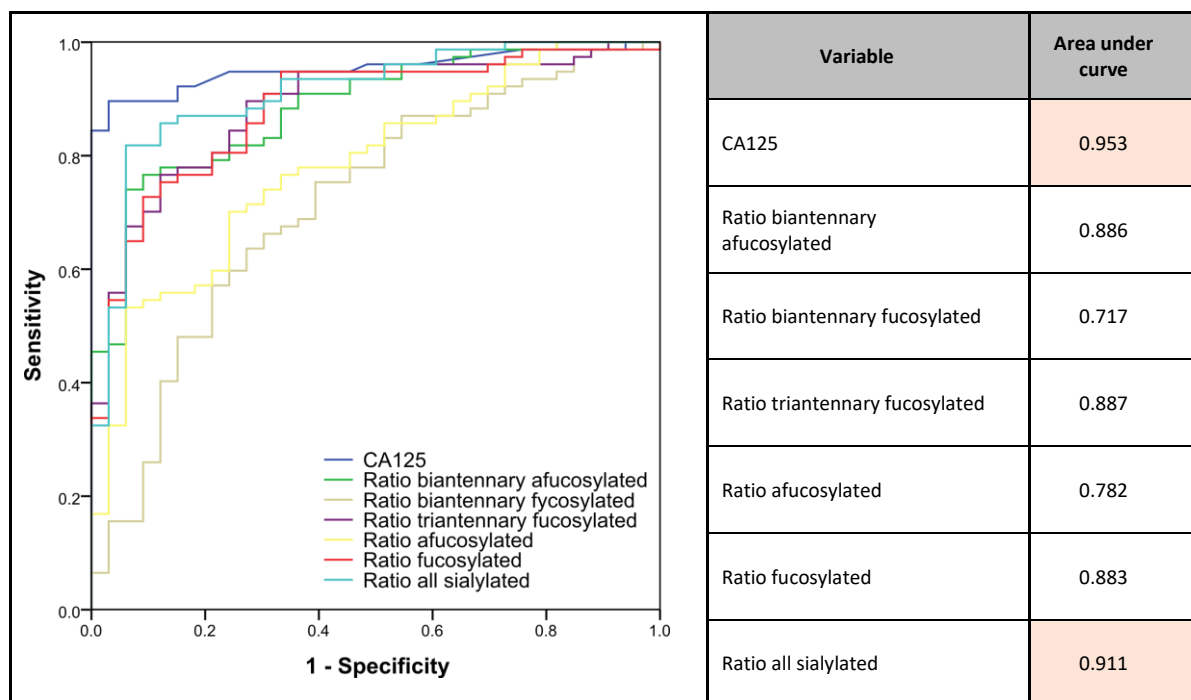 1.0
0.8
0.6
0.4
0.2
0.0
Sensitivity
CA125
Ratio biantennary afucosylated
Ratio biantennary fycosylated
Ratio triantennary fucosylated
Ratio afucosylated
Ratio fucosylated
Ratio all sialylated
0.0 0.2 0.4 0.6 0.8 1.0
1 - Specificity
Variable Area under
curve
CA125 0.953
Ratio biantennary
afucosylated 0.886
Ratio biantennary fucosylated 0.717
Ratio triantennary fucosylated 0.887
Ratio afucosylated 0.782
Ratio fucosylated 0.883
Ratio all sialylated 0.911